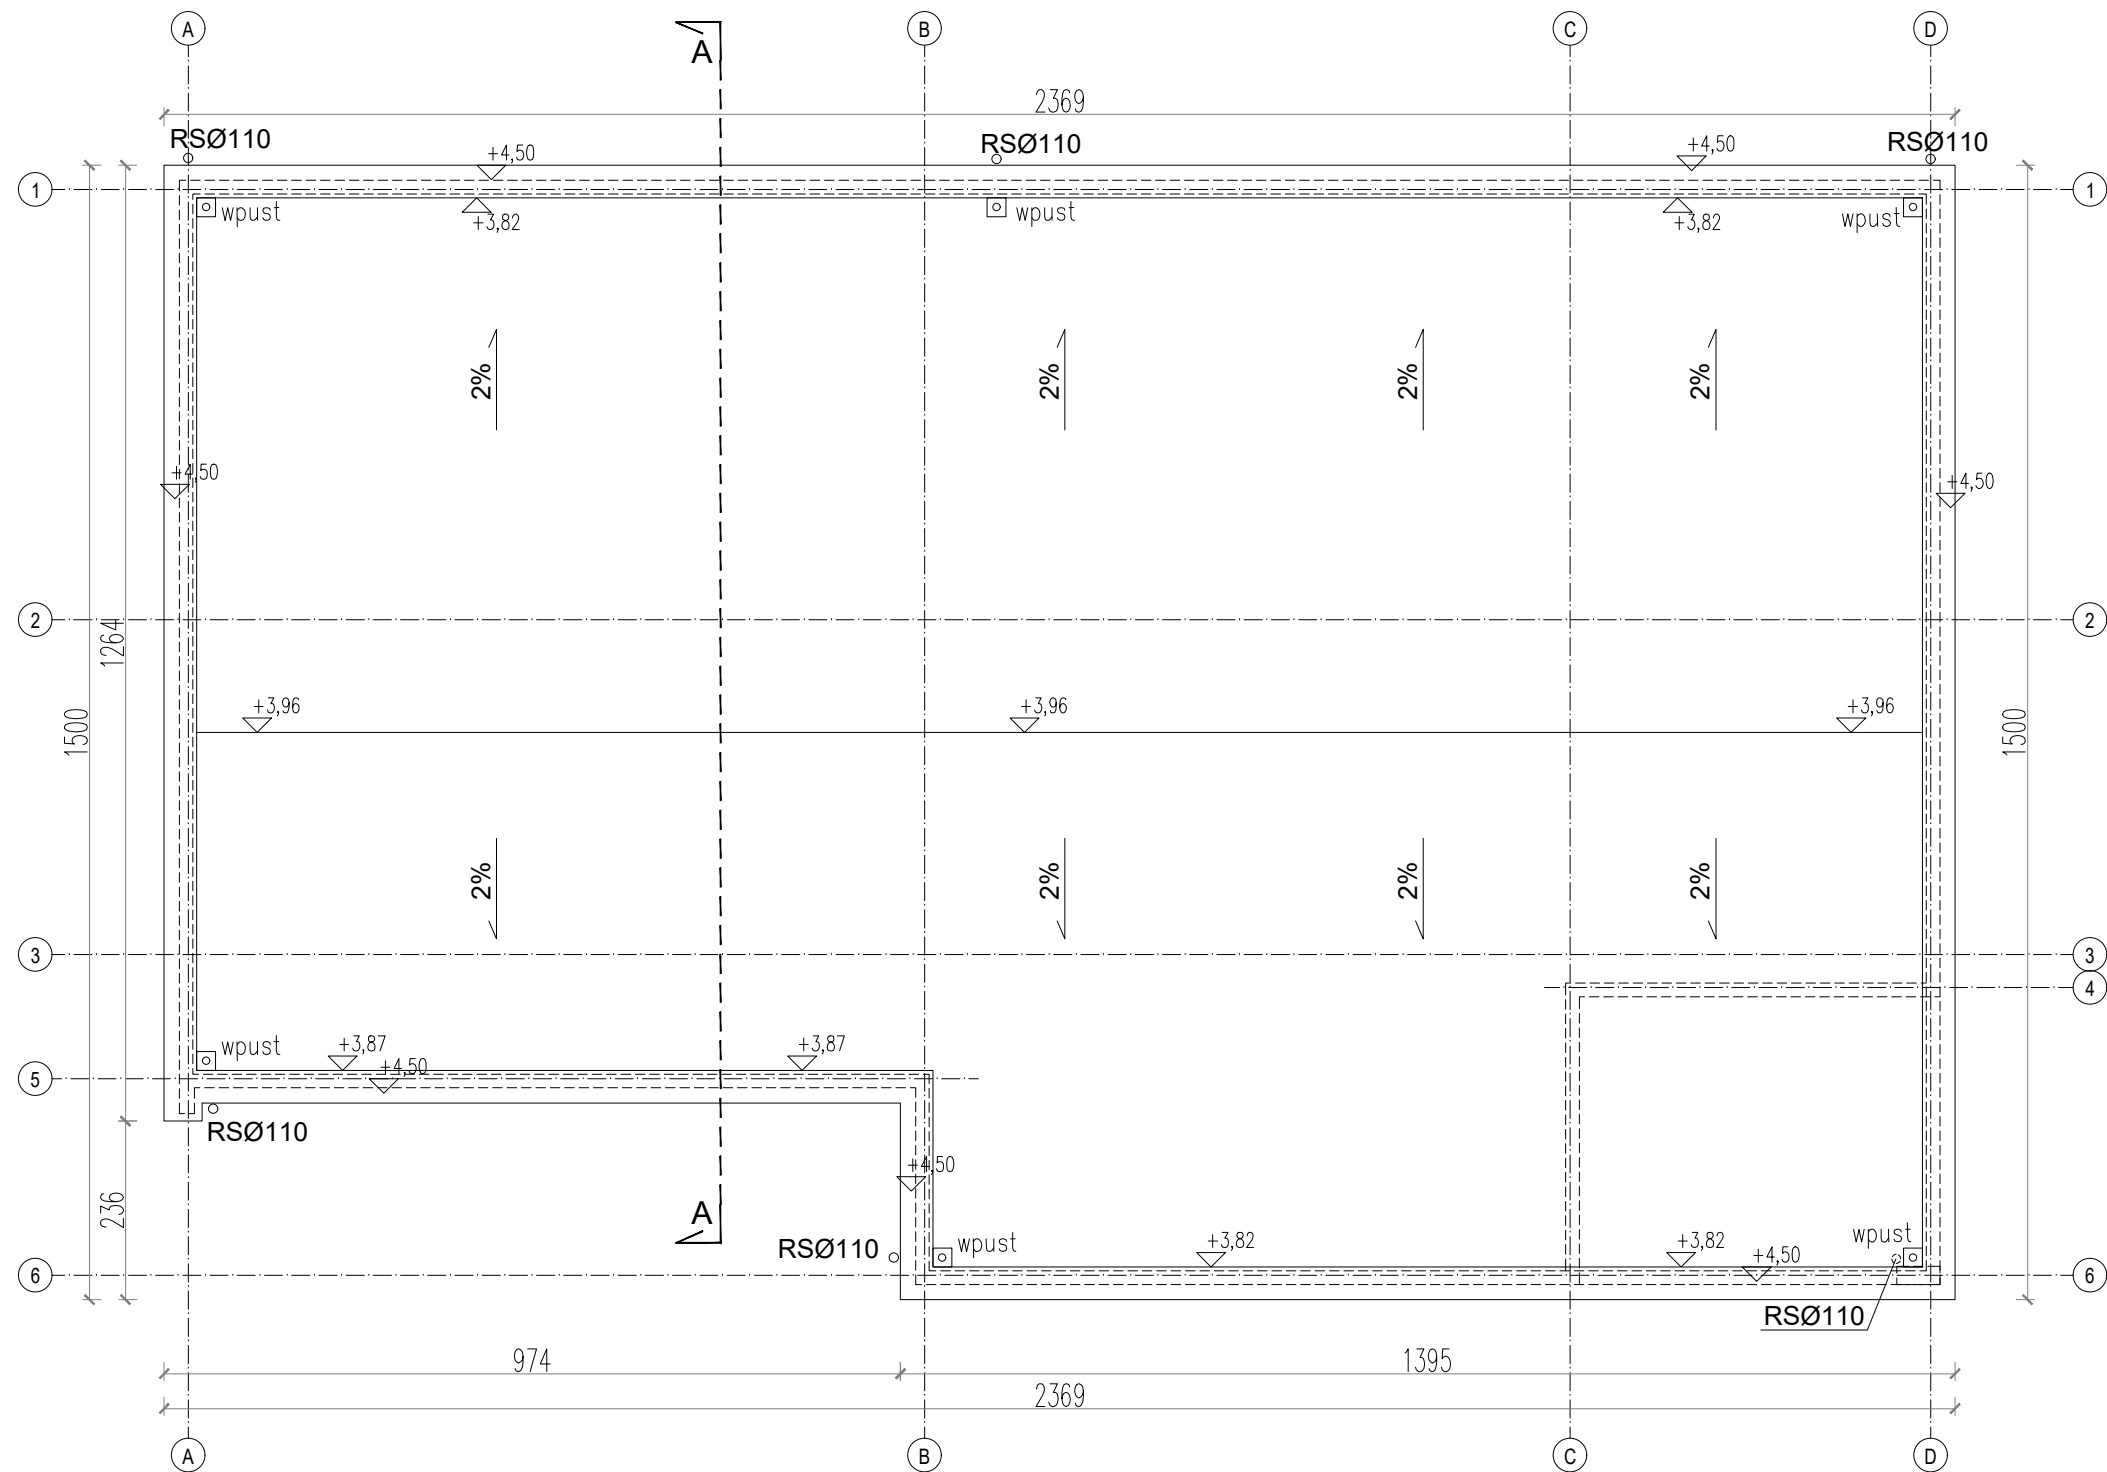 A
B
C
D
A
2369
RSØ110
RSØ110
RSØ110
+4,50
+4,50
1
1
wpust
+3,82
wpust
+3,82
wpust
2%
2%
2%
2%
+4,50
+4,50
2
2
1264
+3,96
+3,96
+3,96
1500
1500
2%
2%
2%
2%
3
3
4
wpust
+3,87
+3,87
+4,50
5
5
RSØ110
+4,50
236
A
RSØ110
wpust
+3,82
+3,82
wpust
+4,50
6
6
RSØ110
974
1395
2369
A
B
C
D